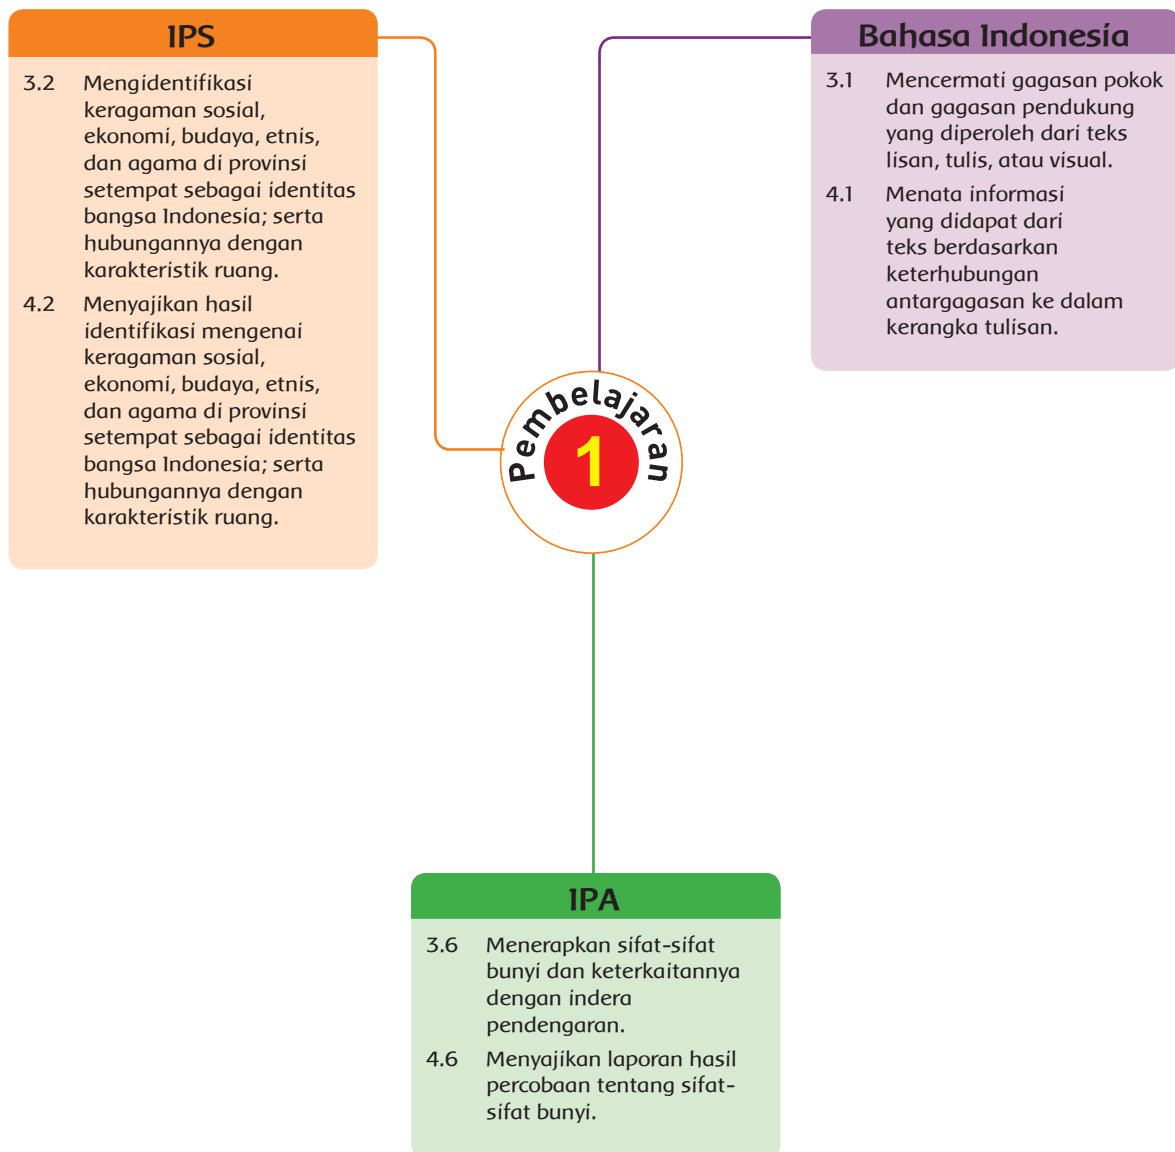 IPS
3.2 Mengidentifikasi
keragaman sosial,
ekonomi, budaya, etnis,
dan agama di provinsi
setempat sebagai identitas
bangsa Indonesia; serta
hubungannya dengan
karakteristik ruang.
4.2 Menyajikan hasil
identifikasi mengenai
keragaman sosial,
ekonomi, budaya, etnis,
dan agama di provinsi
setempat sebagai identitas
bangsa Indonesia; serta
hubungannya dengan
karakteristik ruang.
Bahasa Indonesia
3.1 Mencermati gagasan pokok
dan gagasan pendukung
yang diperoleh dari teks
lisan, tulis, atau visual.
4.1 Menata informasi
yang didapat dari
teks berdasarkan
keterhubungan
antargagasan ke dalam
kerangka tulisan.
Pembelajaran
1
IPA
3.6 Menerapkan sifat-sifat
bunyi dan keterkaitannya
dengan indera
pendengaran.
4.6 Menyajikan laporan hasil
percobaan tentang sifat-
sifat bunyi.